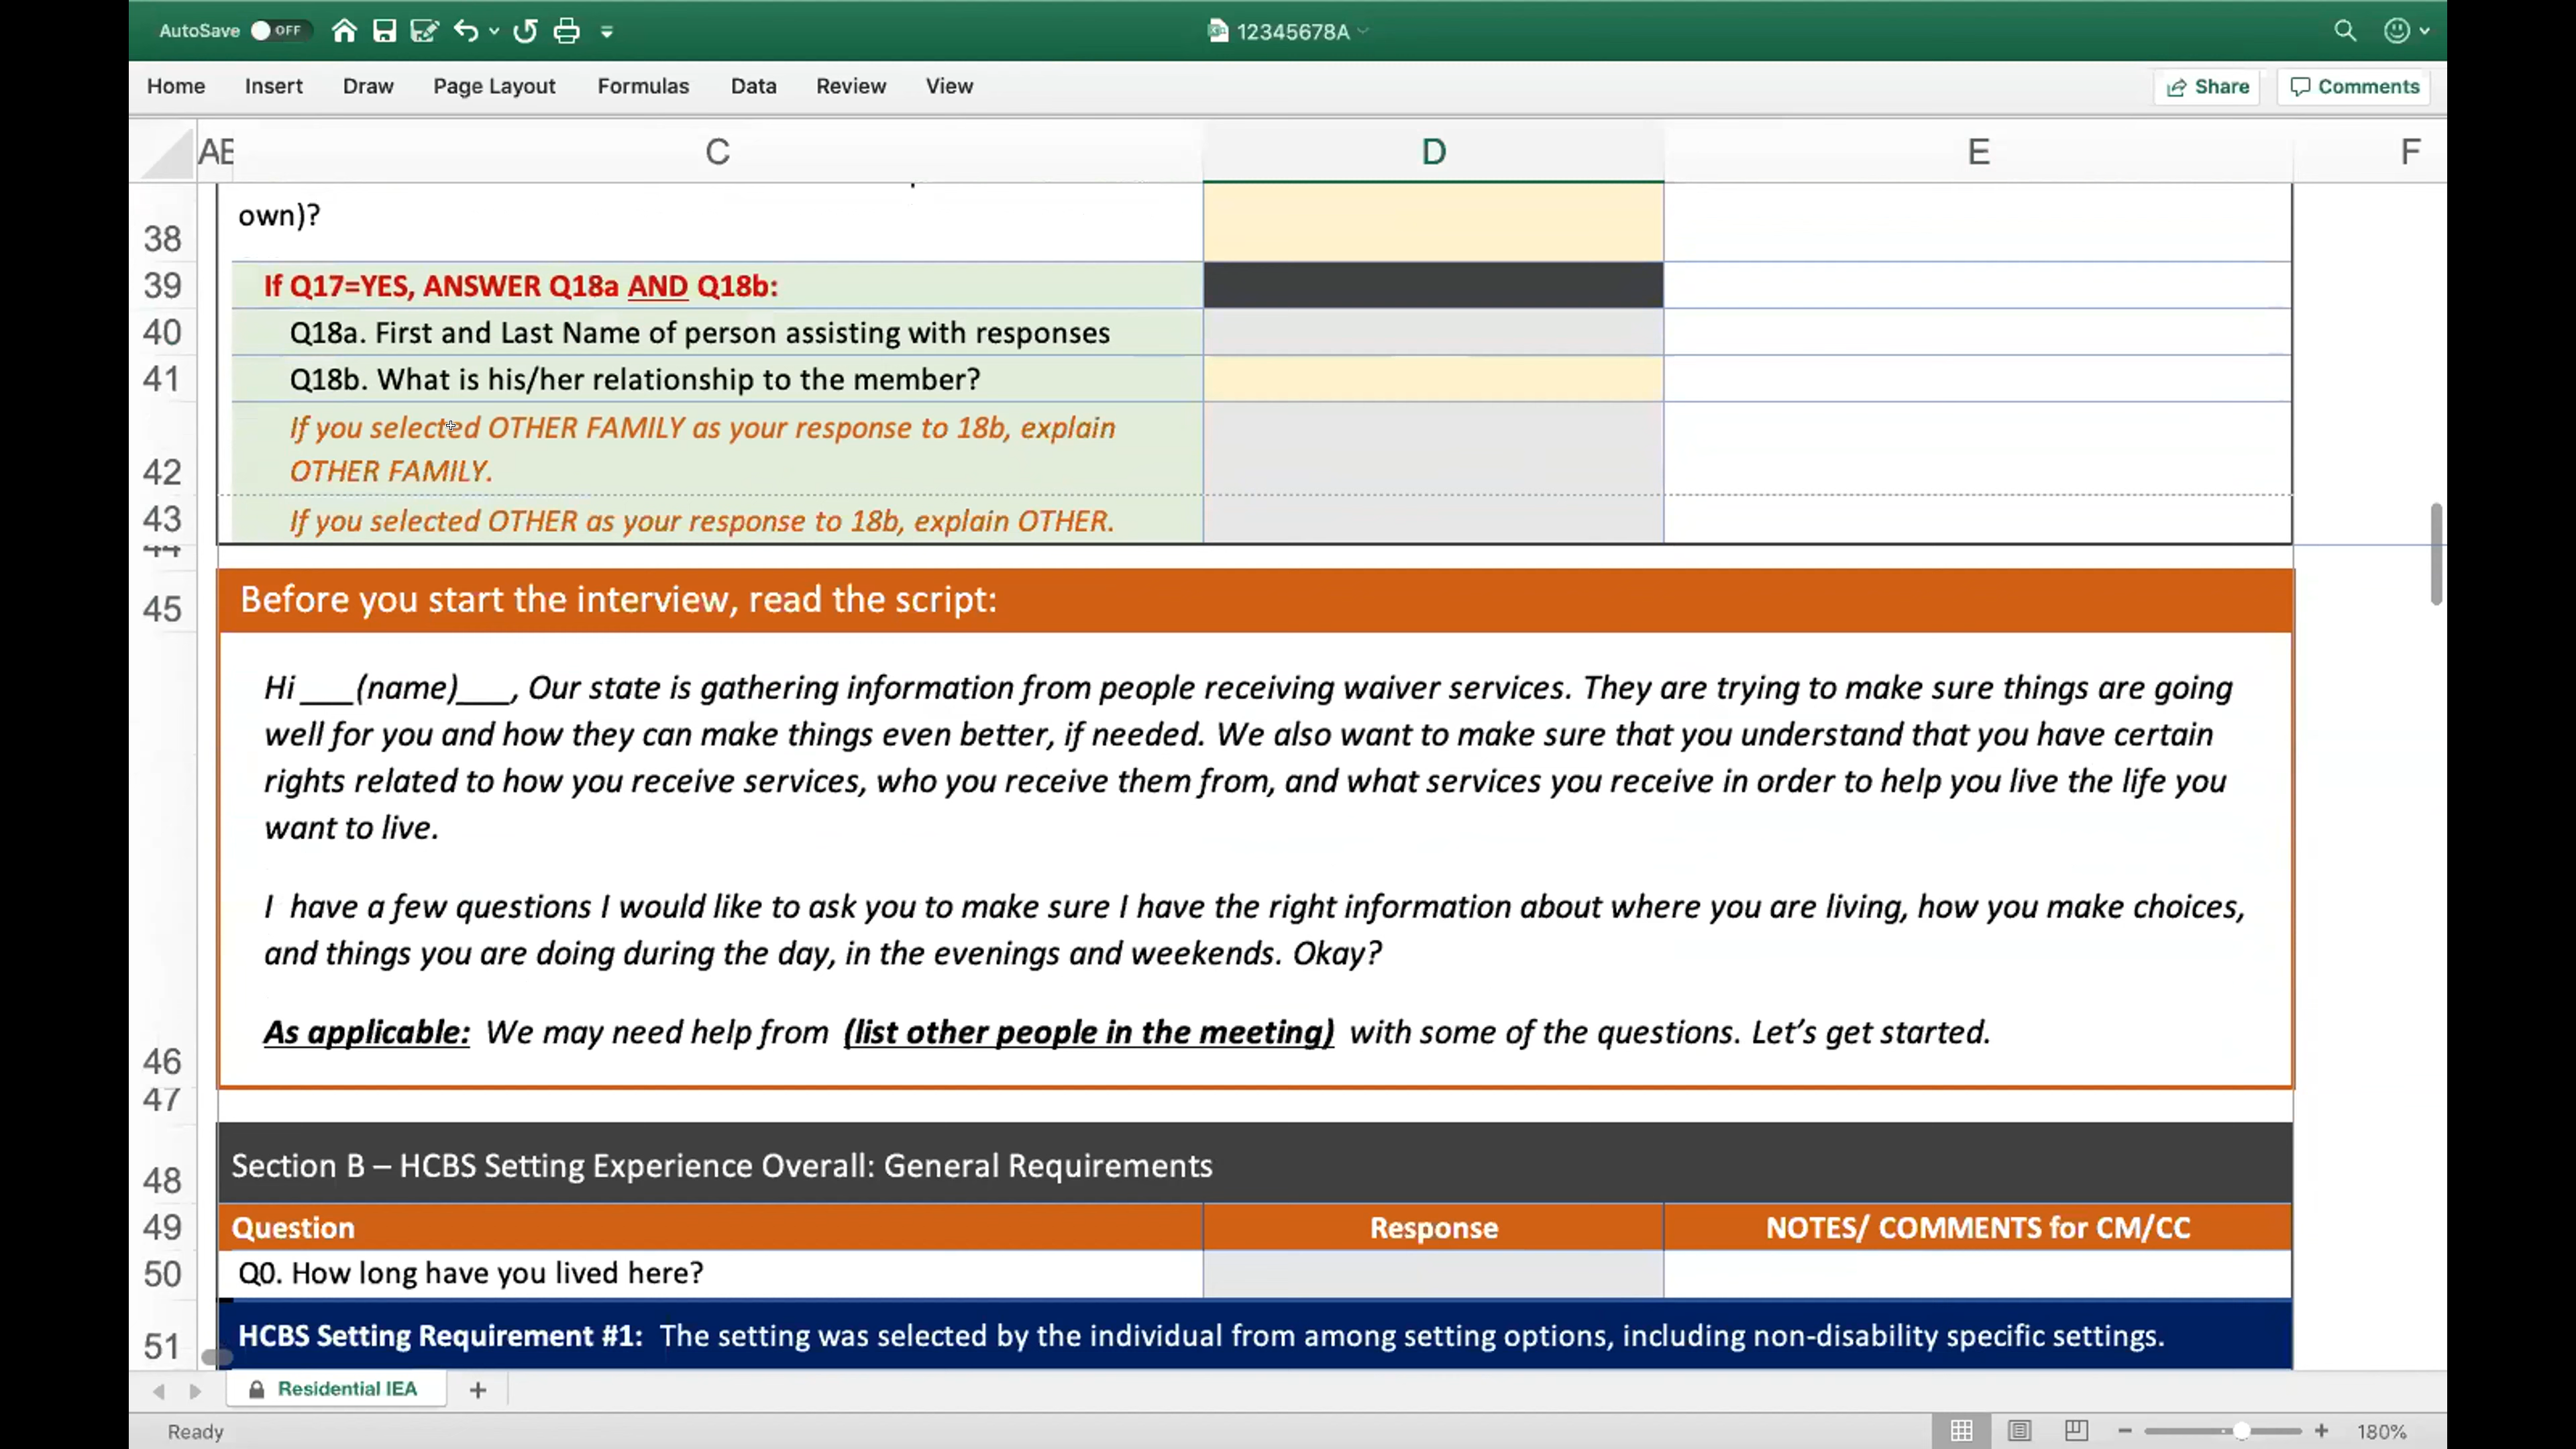 AutoSave OFF 12345678A
Home Insert Draw Page Layout Formulas Data Review View Share Comments
C D E F
38 own)?
39 If Q17=YES, ANSWER Q18a AND Q18b:
40 Q18a. First and Last Name of person assisting with responses
41 Q18b. What is his/her relationship to the member?
If you selected OTHER FAMILY as your response to 18b, explain
42 OTHER FAMILY.
43 If you selected OTHER as your response to 18b, explain OTHER.
45 Before you start the interview, read the script:
Hi ___(name)___, Our state is gathering information from people receiving waiver services. They are trying to make sure things are going
well for you and how they can make things even better, if needed. We also want to make sure that you understand that you have certain
rights related to how you receive services, who you receive them from, and what services you receive in order to help you live the life you
want to live.
I have a few questions I would like to ask you to make sure I have the right information about where you are living, how you make choices,
and things you are doing during the day, in the evenings and weekends. Okay?
As applicable: We may need help from (list other people in the meeting) with some of the questions. Let’s get started.
46
47
48 Section B – HCBS Setting Experience Overall: General Requirements
49 Question Response NOTES/ COMMENTS for CM/CC
50 Q0. How long have you lived here?
51 HCBS Setting Requirement #1: The setting was selected by the individual from among setting options, including non-disability specific settings.
Residential IEA +
Ready 180%